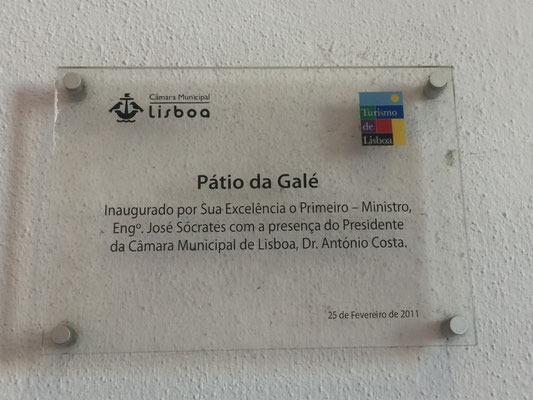 Câmara Municipal
Lisboa
Turismo
de
Lisboa
Pátio da Galé
Inaugurado por Sua Excelência o Primeiro – Ministro,
Engº. José Sócrates com a presença do Presidente
da Câmara Municipal de Lisboa, Dr. António Costa.
25 de Fevereiro de 2011